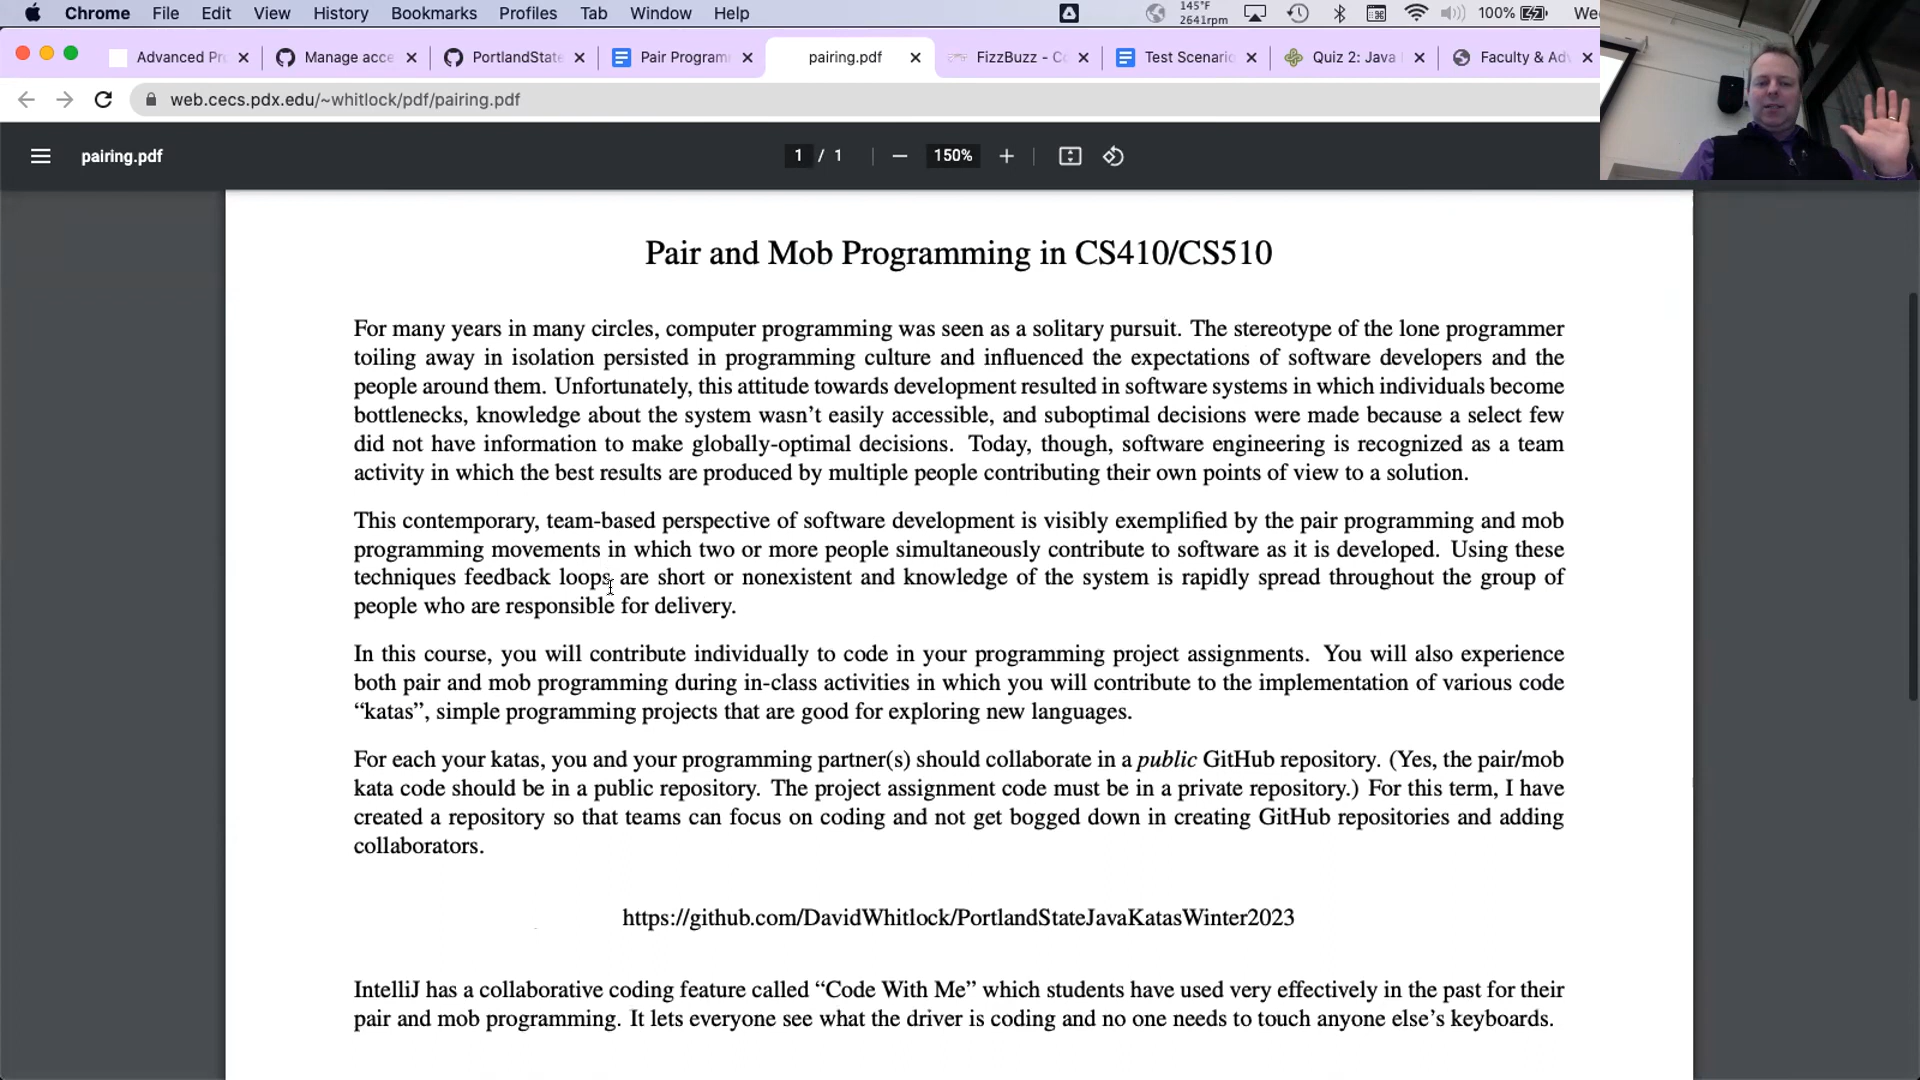 Chrome File Edit View History Bookmarks Profiles Tab Window Help 145°F 2641rpm 100% We
Advanced Pr Manage acce PortlandState Pair Program pairing.pdf FizzBuzz - Co Test Scenario Quiz 2: Java Faculty & Adv
web.cecs.pdx.edu/~whitlock/pdf/pairing.pdf
pairing.pdf 1 / 1 150%
Pair and Mob Programming in CS410/CS510
For many years in many circles, computer programming was seen as a solitary pursuit. The stereotype of the lone programmer
toiling away in isolation persisted in programming culture and influenced the expectations of software developers and the
people around them. Unfortunately, this attitude towards development resulted in software systems in which individuals become
bottlenecks, knowledge about the system wasn’t easily accessible, and suboptimal decisions were made because a select few
did not have information to make globally-optimal decisions. Today, though, software engineering is recognized as a team
activity in which the best results are produced by multiple people contributing their own points of view to a solution.
This contemporary, team-based perspective of software development is visibly exemplified by the pair programming and mob
programming movements in which two or more people simultaneously contribute to software as it is developed. Using these
techniques feedback loops are short or nonexistent and knowledge of the system is rapidly spread throughout the group of
people who are responsible for delivery.
In this course, you will contribute individually to code in your programming project assignments. You will also experience
both pair and mob programming during in-class activities in which you will contribute to the implementation of various code
“katas”, simple programming projects that are good for exploring new languages.
For each your katas, you and your programming partner(s) should collaborate in a public GitHub repository. (Yes, the pair/mob
kata code should be in a public repository. The project assignment code must be in a private repository.) For this term, I have
created a repository so that teams can focus on coding and not get bogged down in creating GitHub repositories and adding
collaborators.
https://github.com/DavidWhitlock/PortlandStateJavaKatasWinter2023
IntelliJ has a collaborative coding feature called “Code With Me” which students have used very effectively in the past for their
pair and mob programming. It lets everyone see what the driver is coding and no one needs to touch anyone else’s keyboards.